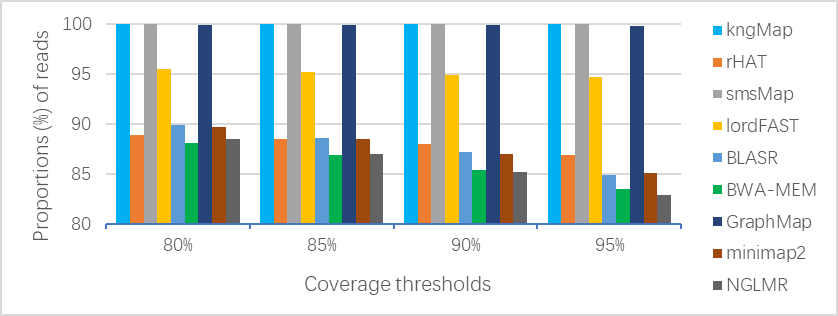 Proportions (%) of reads
100
95
90
85
80
80%
85%
90%
95%
Coverage thresholds
kngMap
rHAT
smsMap
lordFAST
BLASR
BWA-MEM
GraphMap
minimap2
NGLMR